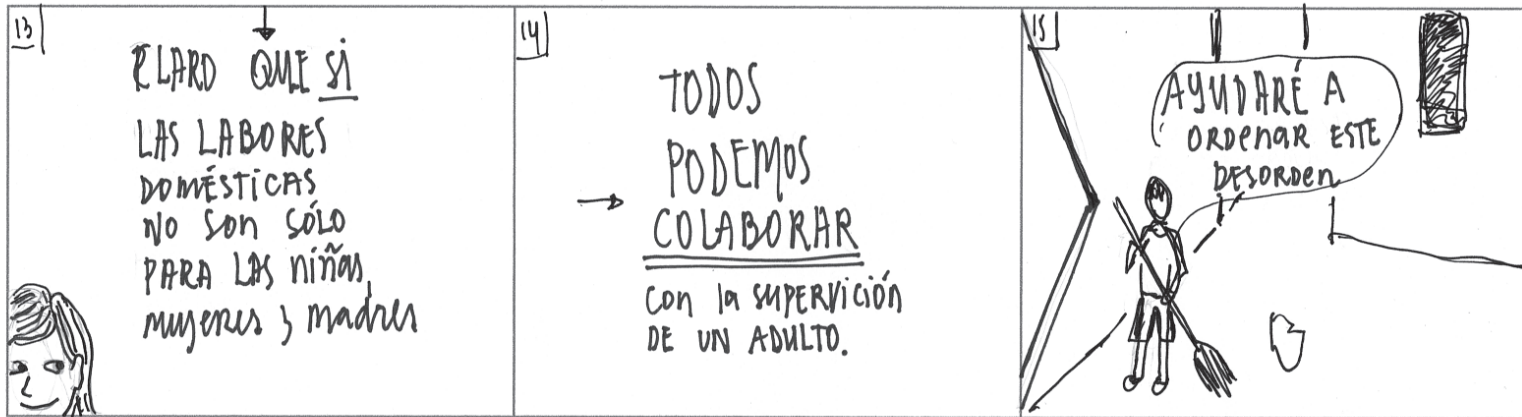 13
CLARO QUE SÍ
LAS LABORES
DOMÉSTICAS
NO SON SÓLO
PARA LAS niñas,
mujeres y madres
14
TODOS
PODEMOS
COLABORAR
con la SUPERVICIÓN
DE UN ADULTO.
15
AYUDARÉ A
ORDENAR ESTE
DESORDEN